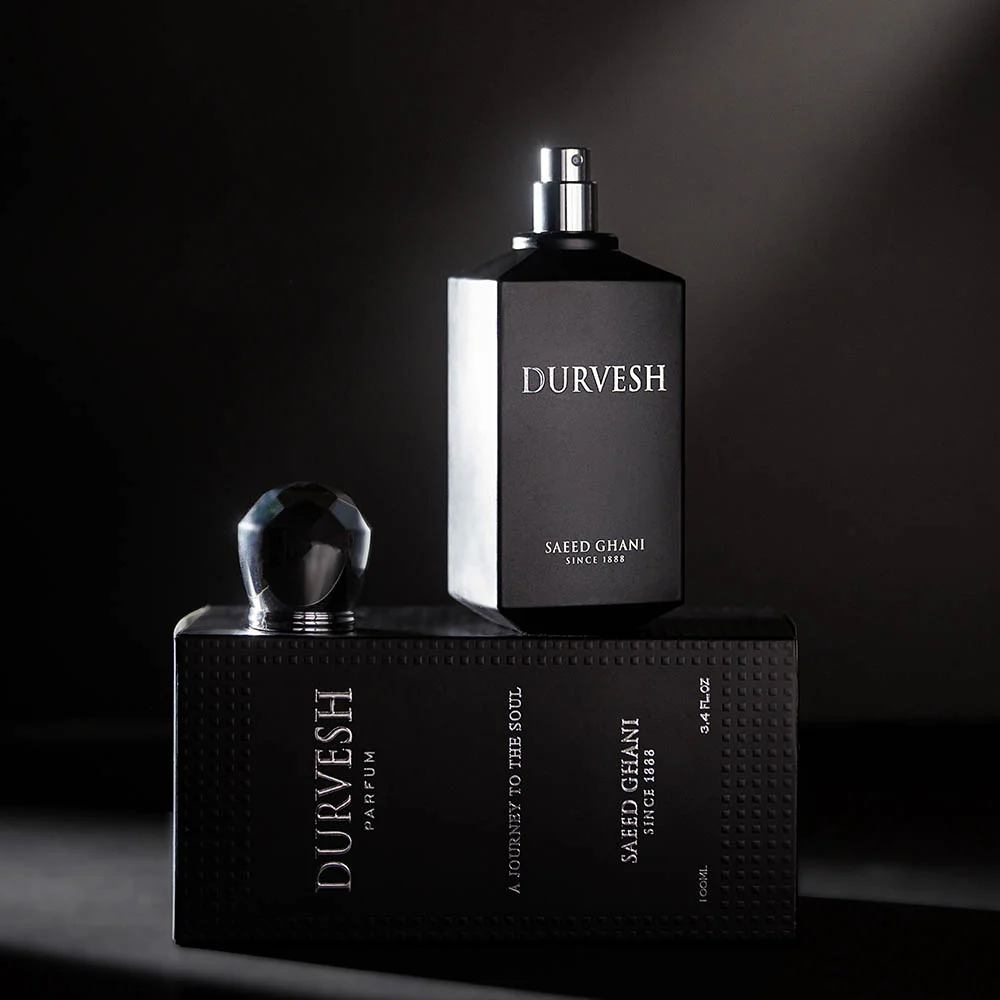 DURVESH
SAEED GHANI
SINCE 1888
DURVESH
PARFUM
A JOURNEY TO THE SOUL
SAEED GHANI
SINCE 1888
100ML
3.4 FL.OZ